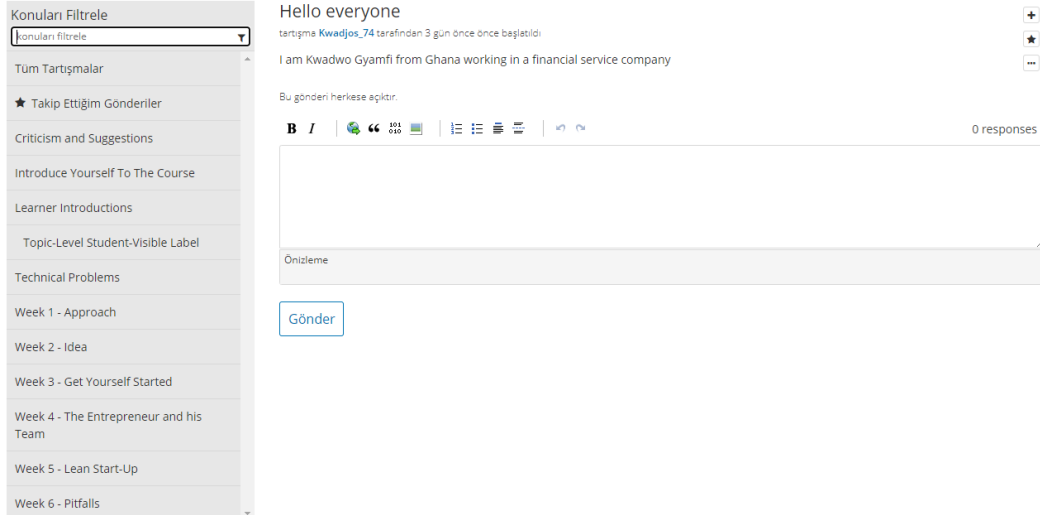 Konuları Filtrele
konuları filtrele
Tüm Tartışmalar
Takip Ettiğim Gönderiler
Criticism and Suggestions
Introduce Yourself To The Course
Learner Introductions
Topic-Level Student-Visible Label
Technical Problems
Week 1 - Approach
Week 2 - Idea
Week 3 - Get Yourself Started
Week 4 - The Entrepreneur and his
Team
Week 5 - Lean Start-Up
Week 6 - Pitfalls
Hello everyone
tartışma Kwadjos_74 tarafından 3 gün önce önce başlatıldı
I am Kwadwo Gyamfi from Ghana working in a financial service company
Bu gönderi herkese açıktır.
B I 101 010
0 responses
Önizleme
Gönder